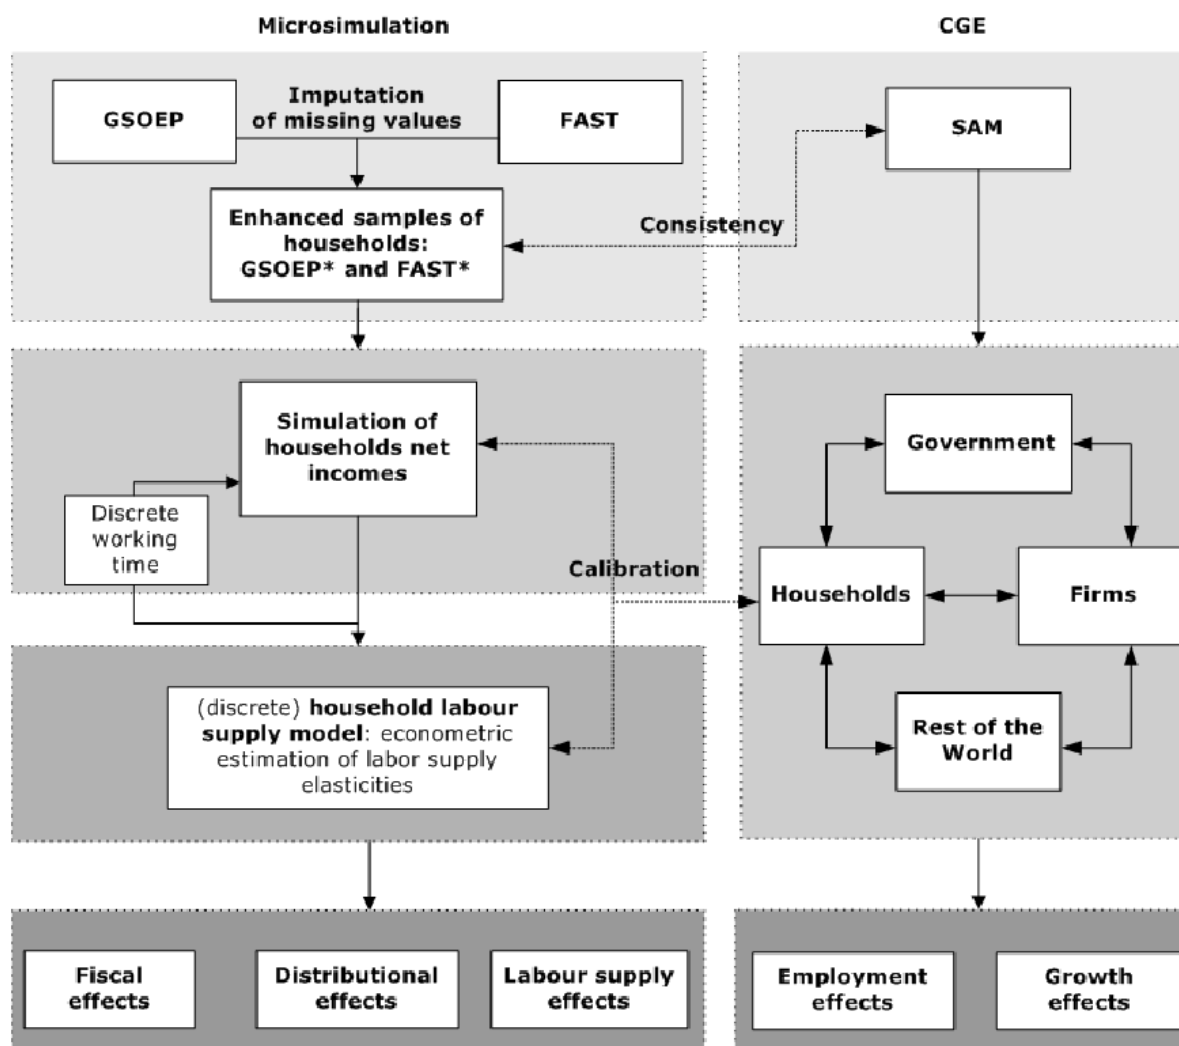 Microsimulation
CGE
GSOEP
Imputation
of missing values
FAST
SAM
Enhanced samples of
households:
GSOEP* and FAST*
Consistency
Simulation of
households net
incomes
Discrete
working
time
Calibration
Government
Households
Firms
Rest of the
World
(discrete) household labour
supply model: econometric
estimation of labor supply
elasticities
Fiscal
effects
Distributional
effects
Labour supply
effects
Employment
effects
Growth
effects